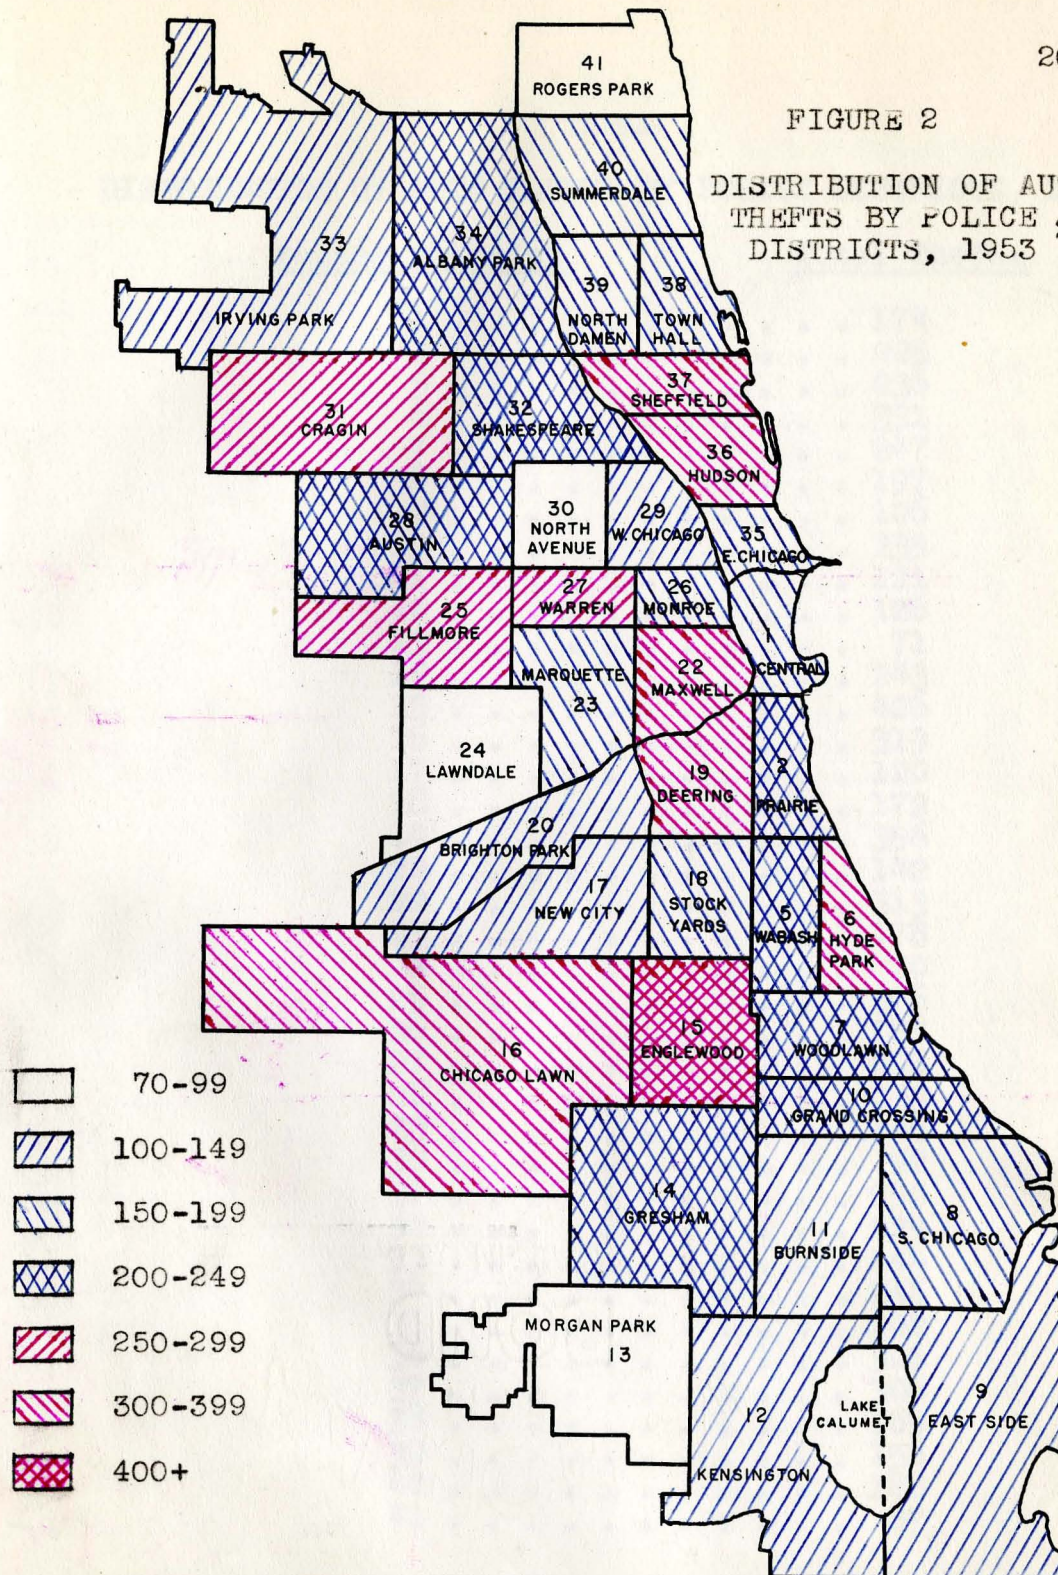 20
FIGURE 2
DISTRIBUTION OF AU
THEFTS BY POLICE
DISTRICTS, 1953
41
ROGERS PARK
40
SUMMERDALE
33
IRVING PARK
34
ALBANY PARK
39
NORTH
DAMEN
38
TOWN
HALL
37
SHEFFIELD
31
CRAGIN
32
SHAKESPEARE
36
HUDSON
30
NORTH
AVENUE
29
W. CHICAGO
35
E. CHICAGO
28
AUSTIN
27
WARREN
26
MONROE
25
FILLMORE
1
CENTRAL
MARQUETTE
23
22
MAXWELL
24
LAWNDALE
19
DEERING
2
PRAIRIE
20
BRIGHTON PARK
17
NEW CITY
18
STOCK
YARDS
5
WABASH
6
HYDE
PARK
16
CHICAGO LAWN
15
ENGLEWOOD
7
WOODLAWN
10
GRAND CROSSING
14
GRESHAM
11
BURNSIDE
8
S. CHICAGO
MORGAN PARK
13
12
KENSINGTON
LAKE
CALUMET
9
EAST SIDE
70-99
100-149
150-199
200-249
250-299
300-399
400+